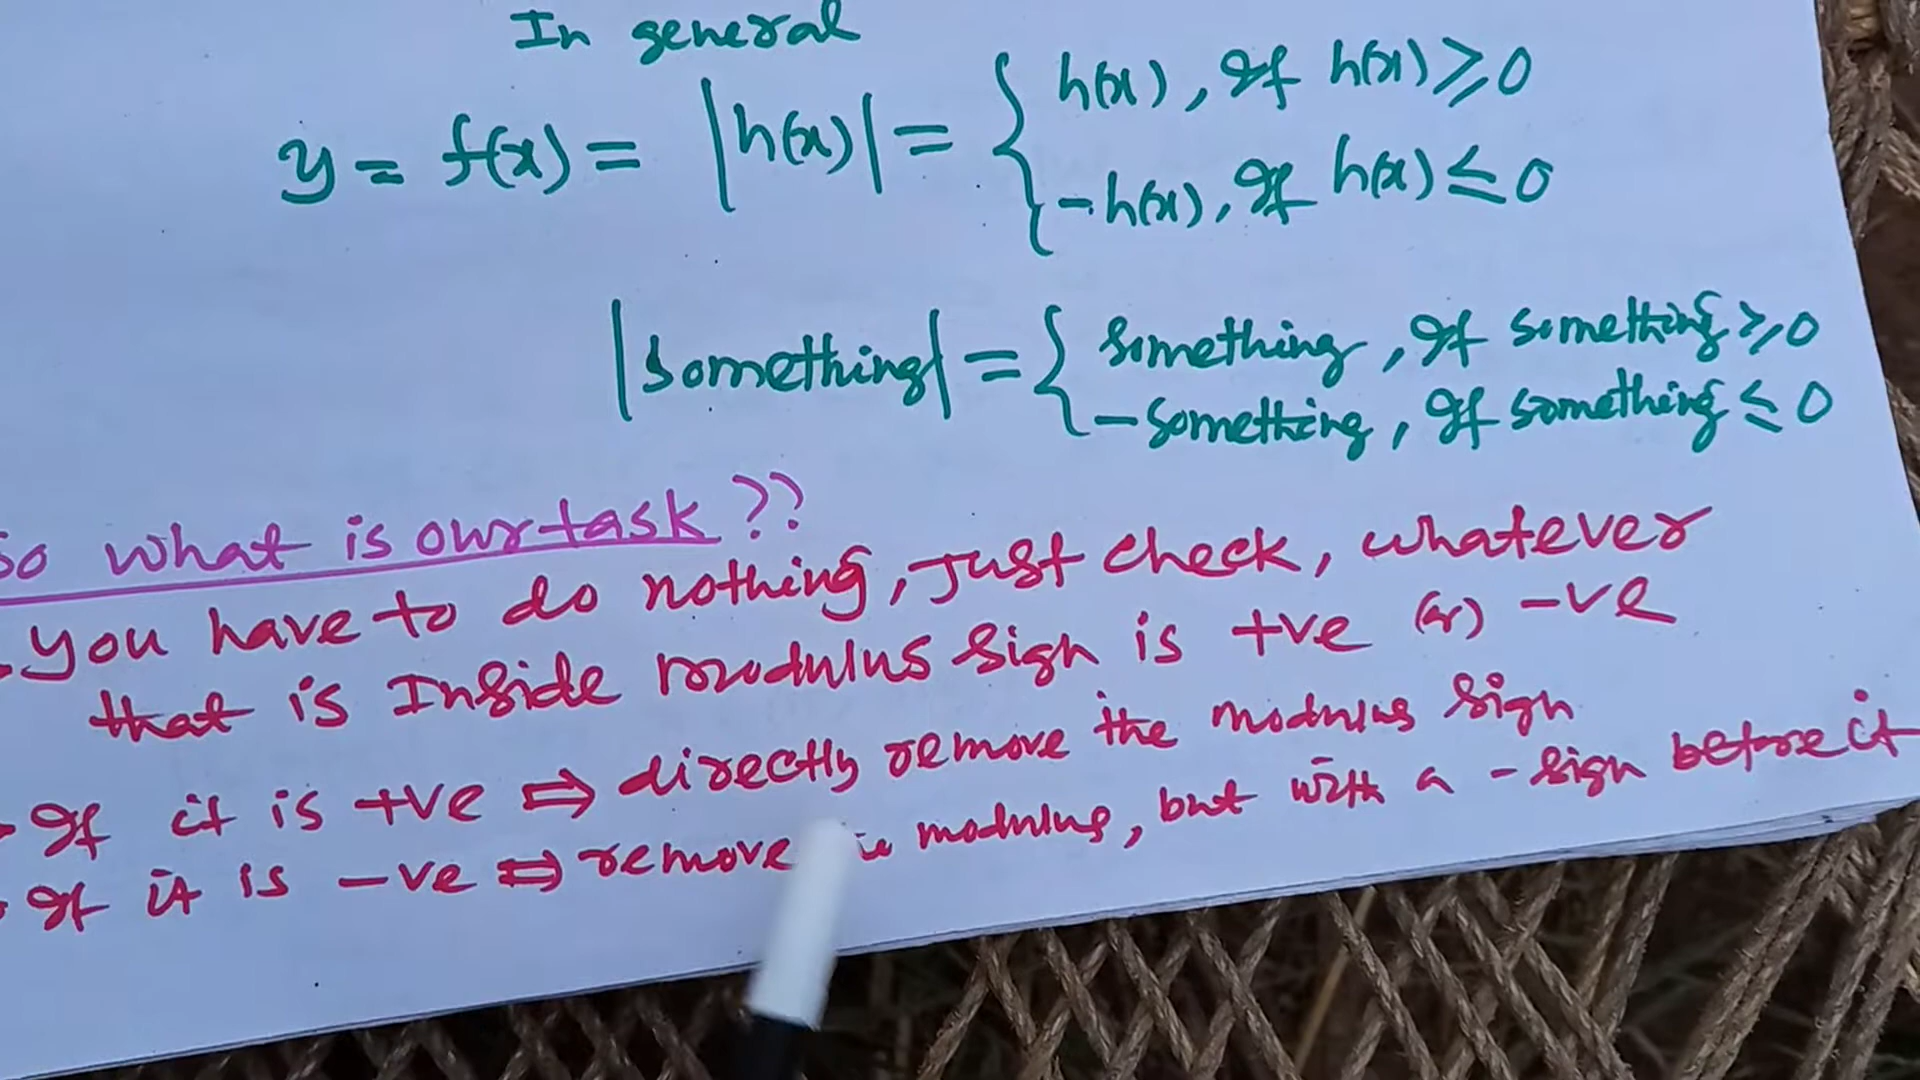 In general
y = f(x) = |h(x)| = { h(x), If h(x) ⩾ 0
-h(x), If h(x) ≤ 0
|something| = { something, If something ⩾ 0
-something, If something ≤ 0
So what is our task ??
. You have to do nothing, Just check, whatever
that is Inside modulus sign is +ve (or) -ve
. If it is +ve ⇒ directly remove the modulus sign
. If it is -ve ⇒ remove modulus, but with a - sign before it